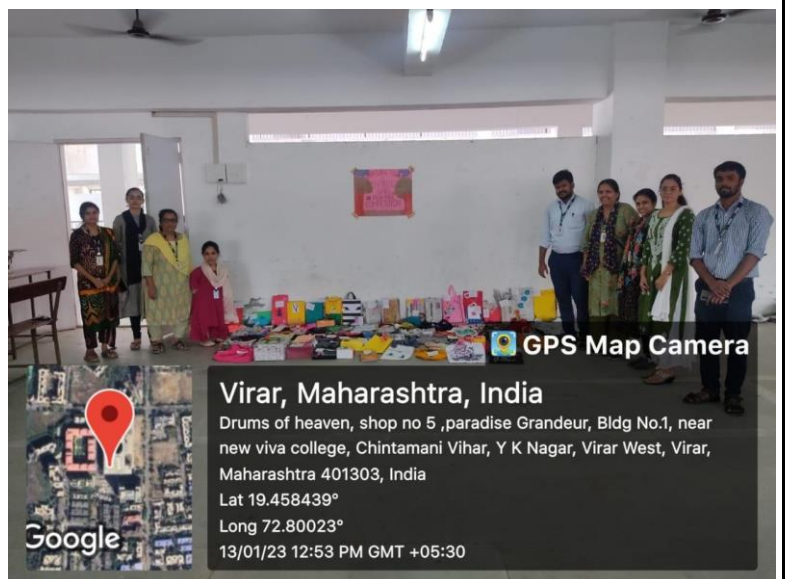 GPS Map Camera
Virar, Maharashtra, India
Drums of heaven, shop no 5 ,paradise Grandeur, Bldg No.1, near
new viva college, Chintamani Vihar, Y K Nagar, Virar West, Virar,
Maharashtra 401303, India
Lat 19.458439°
Long 72.80023°
13/01/23 12:53 PM GMT +05:30
Google